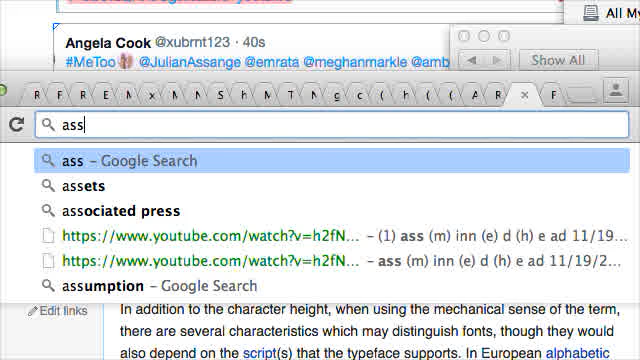 All My
Angela Cook @xubrnt123 · 40s
#MeToo @JulianAssange @emrata @meghanmarkle @amb
Show All
R F R E M x M N S h M T N g c ( h ( ( A R × F
ass
ass – Google Search
assets
associated press
https://www.youtube.com/watch?v=h2fN... – (1) ass (m) inn (e) d (h) e ad 11/19...
https://www.youtube.com/watch?v=h2fN... – ass (m) inn (e) d (h) e ad 11/19/2...
assumption – Google Search
Edit links
In addition to the character height, when using the mechanical sense of the term,
there are several characteristics which may distinguish fonts, though they would
also depend on the script(s) that the typeface supports. In European alphabetic